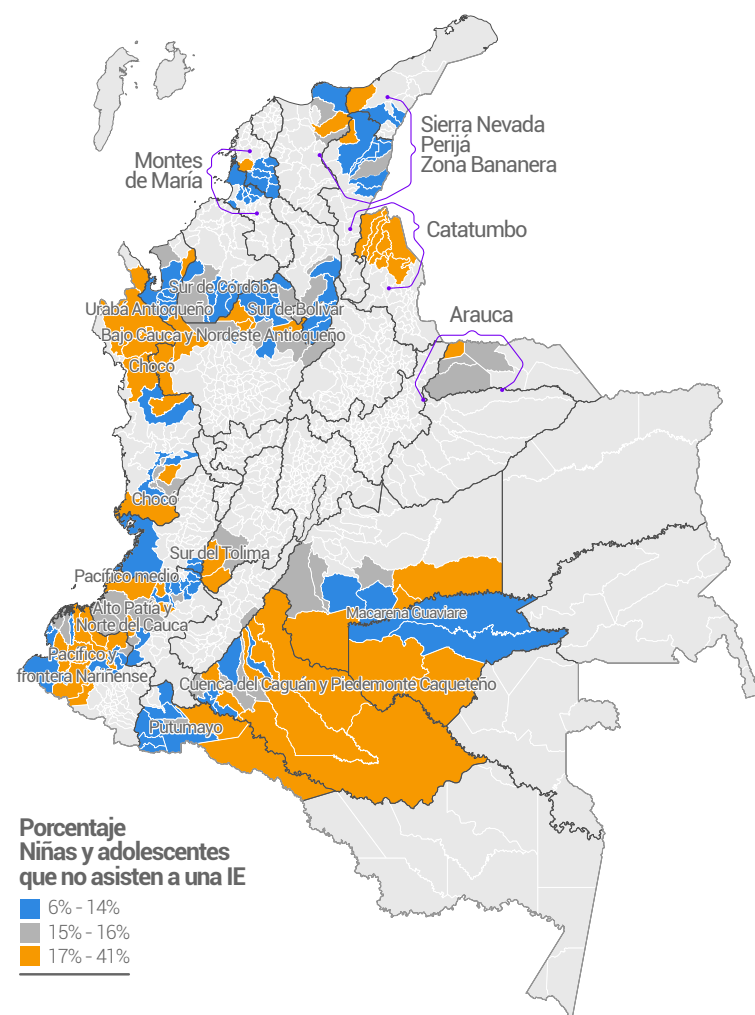 Sierra Nevada
Perijá
Zona Bananera
Montes
de María
Catatumbo
Sur de Córdoba
Urabá Antioqueño
Sur de Bolívar
Bajo Cauca y Nordeste Antioqueño
Arauca
Chocó
Chocó
Sur del Tolima
Pacífico medio
Alto Patía y
Norte del Cauca
Macarena Guaviare
Pacífico y
frontera Nariñense
Cuenca del Caguán y Piedemonte Caqueteño
Putumayo
Porcentaje
Niñas y adolescentes
que no asisten a una IE
6% - 14%
15% - 16%
17% - 41%